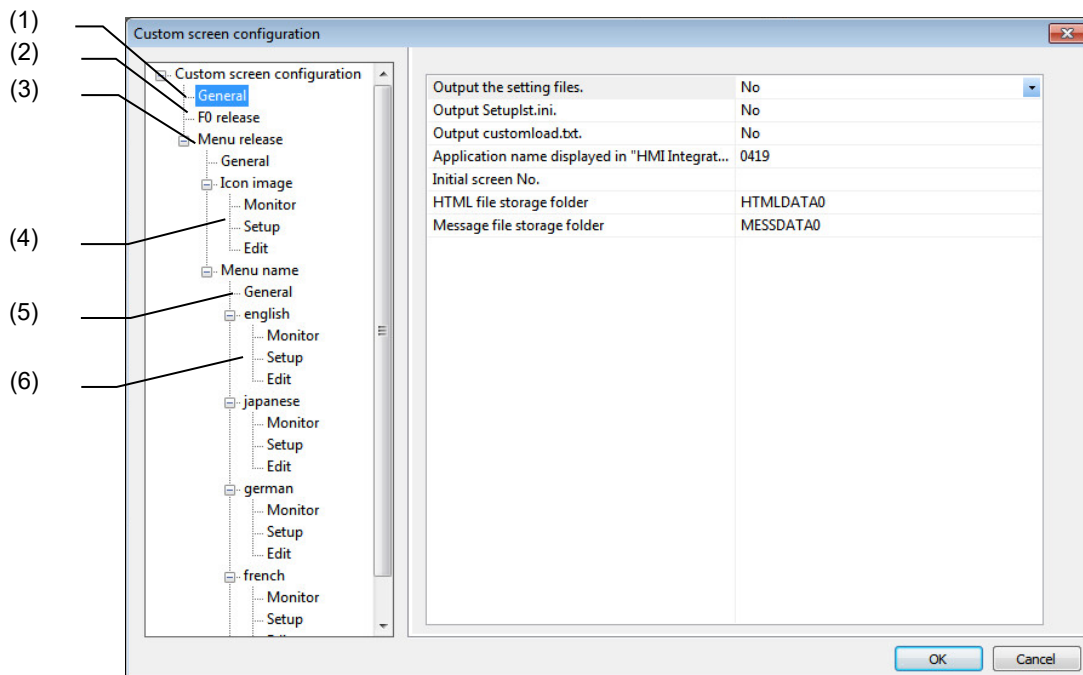 (1)
(2)
(3)
(4)
(5)
(6)
Custom screen configuration
Custom screen configuration
General
F0 release
Menu release
General
Icon image
Monitor
Setup
Edit
Menu name
General
english
Monitor
Setup
Edit
japanese
Monitor
Setup
Edit
german
Monitor
Setup
Edit
french
Monitor
Setup
Output the setting files. No
Output Setuplst.ini. No
Output customload.txt. No
Application name displayed in "HMI Integrat... 0419
Initial screen No.
HTML file storage folder HTMLDATA0
Message file storage folder MESSDATA0
OK Cancel